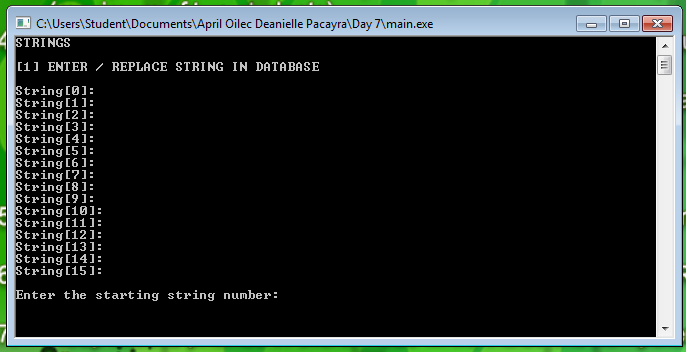 C:\Users\Student\Documents\April Oilec Deanielle Pacayra\Day 7\main.exe
STRINGS
[1] ENTER / REPLACE STRING IN DATABASE
String[0]:
String[1]:
String[2]:
String[3]:
String[4]:
String[5]:
String[6]:
String[7]:
String[8]:
String[9]:
String[10]:
String[11]:
String[12]:
String[13]:
String[14]:
String[15]:
Enter the starting string number: